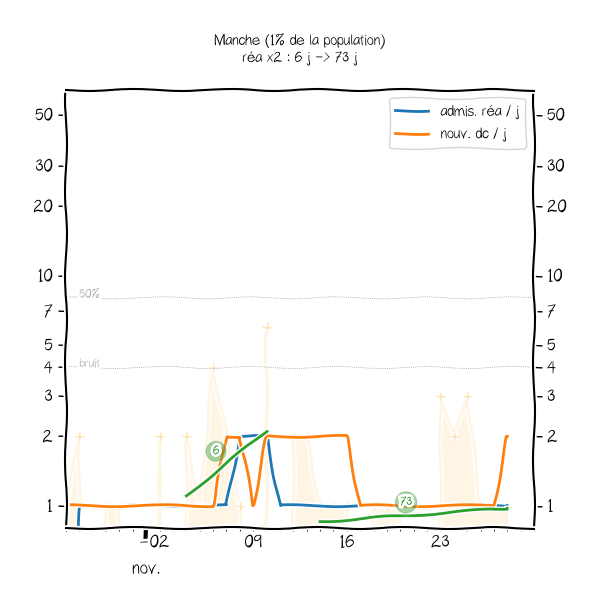 Manche (1% de la population)
réa x2 : 6 j -> 73 j
admis. réa / j
nouv. dc / j
50 50
30 30
20 20
10 10
50%
7 7
5 5
bruit
4 4
3 3
2 2
6
1 1
73
02 09 16 23
nov.